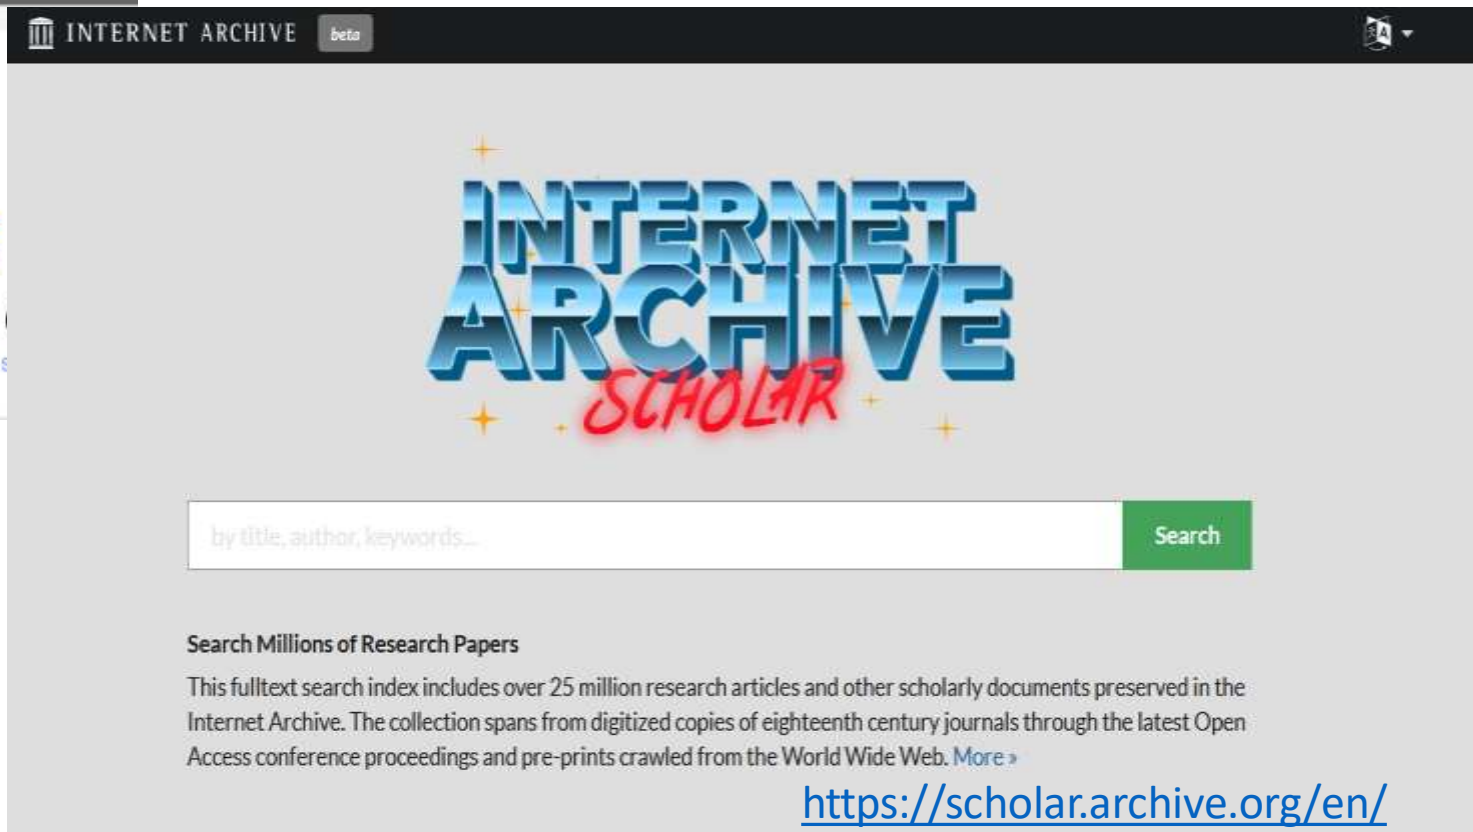 INTERNET ARCHIVE beta
INTERNET
ARCHIVE
SCHOLAR
by title, author, keywords...
Search
Search Millions of Research Papers
This fulltext search index includes over 25 million research articles and other scholarly documents preserved in the
Internet Archive. The collection spans from digitized copies of eighteenth century journals through the latest Open
Access conference proceedings and pre-prints crawled from the World Wide Web. More »
https://scholar.archive.org/en/